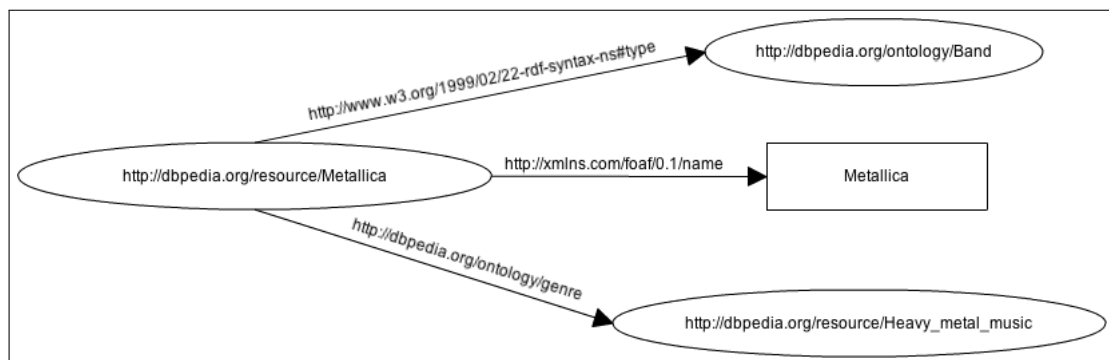 http://dbpedia.org/ontology/Band
http://www.w3.org/1999/02/22-rdf-syntax-ns#type
http://dbpedia.org/resource/Metallica
http://xmlns.com/foaf/0.1/name
Metallica
http://dbpedia.org/ontology/genre
http://dbpedia.org/resource/Heavy_metal_music